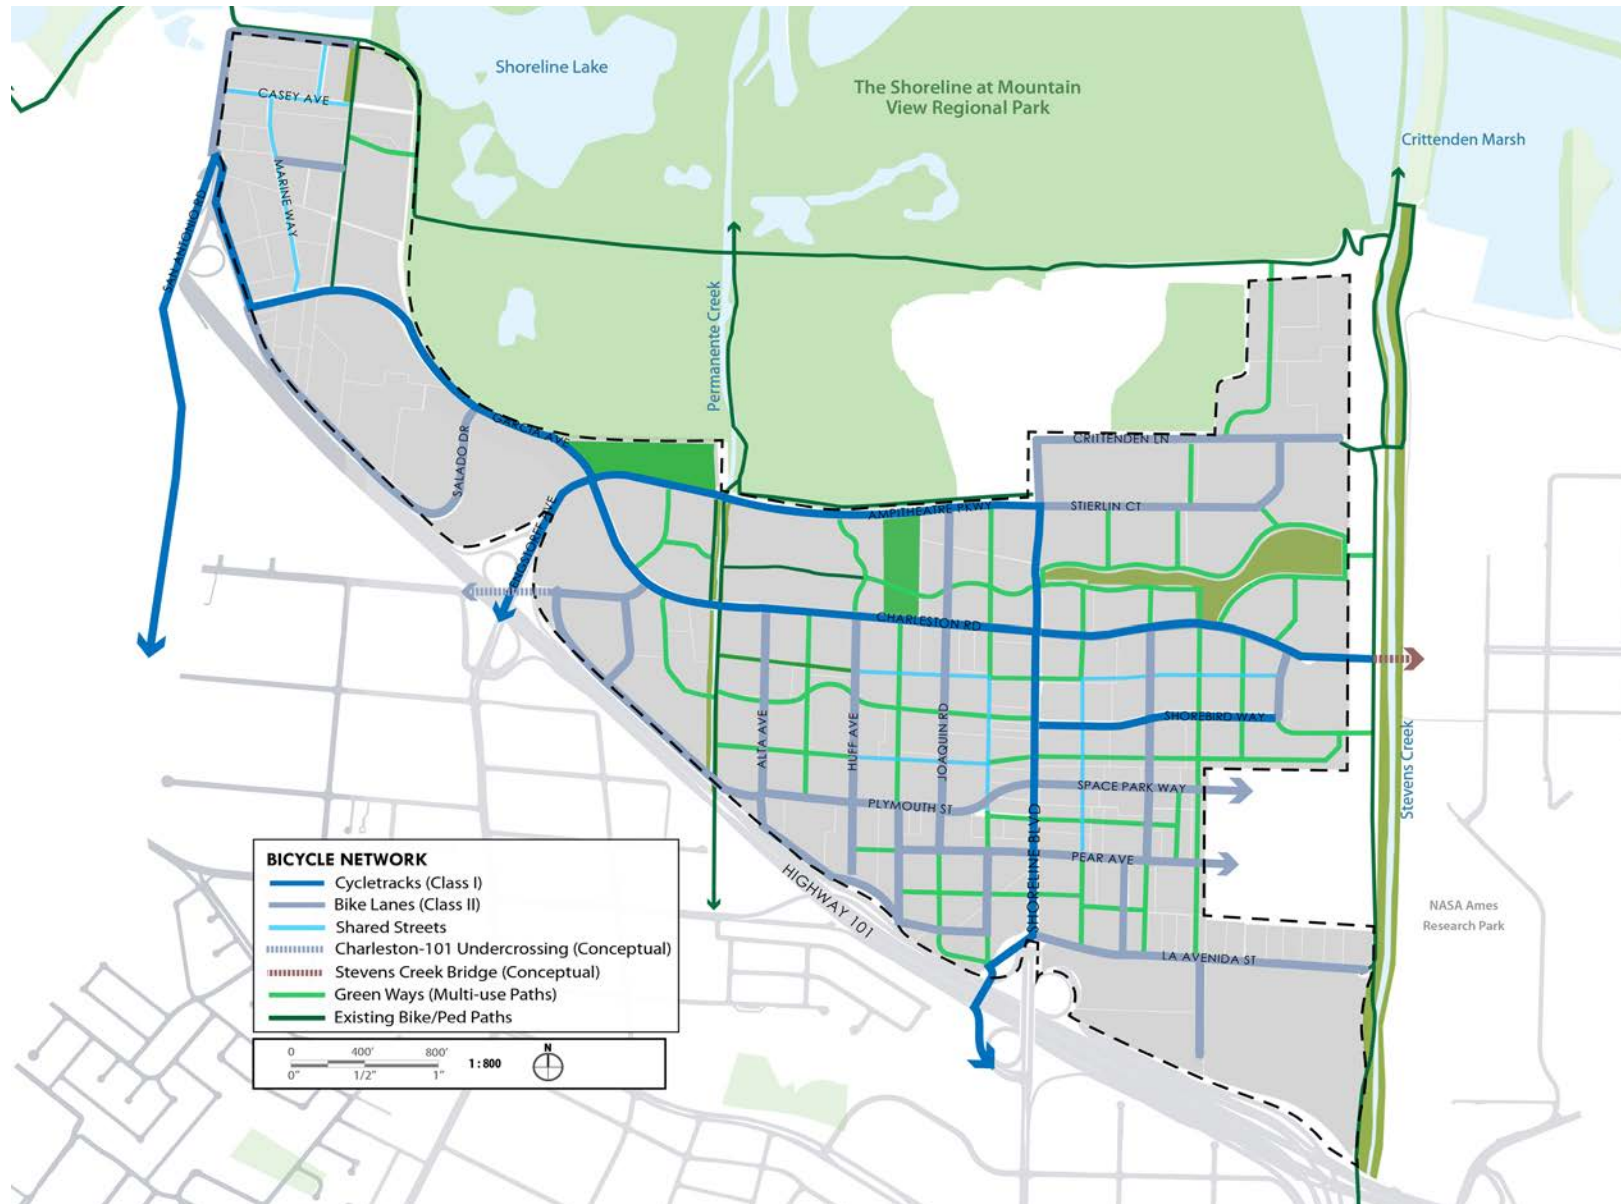 Shoreline Lake
The Shoreline at Mountain
View Regional Park
Crittenden Marsh
CASEY AVE
MARINE WAY
SAN ANTONIO RD
Permanente Creek
GARCIA AVE
SALADO DR
CRITTENDEN LN
ENGSTORFF AVE
AMPITHEATRE PKWY
STIERLIN CT
CHARLESTON RD
ALTA AVE
HUFF AVE
JOAQUIN RD
SHOREBIRD WAY
Stevens Creek
SPACE PARK WAY
PLYMOUTH ST
SHORELINE BLVD
PEAR AVE
HIGHWAY 101
LA AVENIDA ST
NASA Ames
Research Park
BICYCLE NETWORK
Cycletracks (Class I)
Bike Lanes (Class II)
Shared Streets
Charleston-101 Undercrossing (Conceptual)
Stevens Creek Bridge (Conceptual)
Green Ways (Multi-use Paths)
Existing Bike/Ped Paths
0 400' 800'
0" 1/2" 1"
1 : 800
N